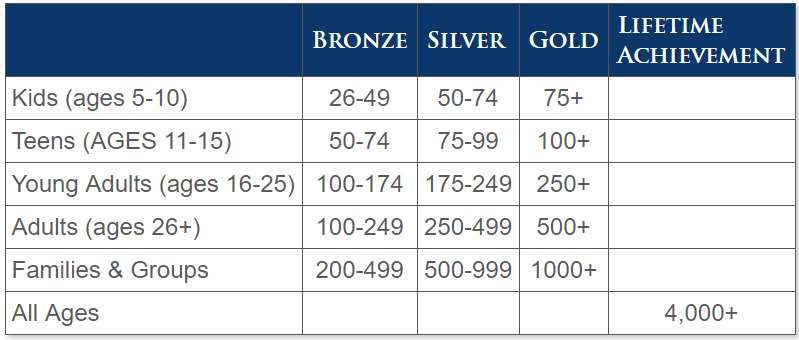 Bronze Silver Gold Lifetime Achievement
Kids (ages 5-10) 26-49 50-74 75+
Teens (AGES 11-15) 50-74 75-99 100+
Young Adults (ages 16-25) 100-174 175-249 250+
Adults (ages 26+) 100-249 250-499 500+
Families & Groups 200-499 500-999 1000+
All Ages 4,000+